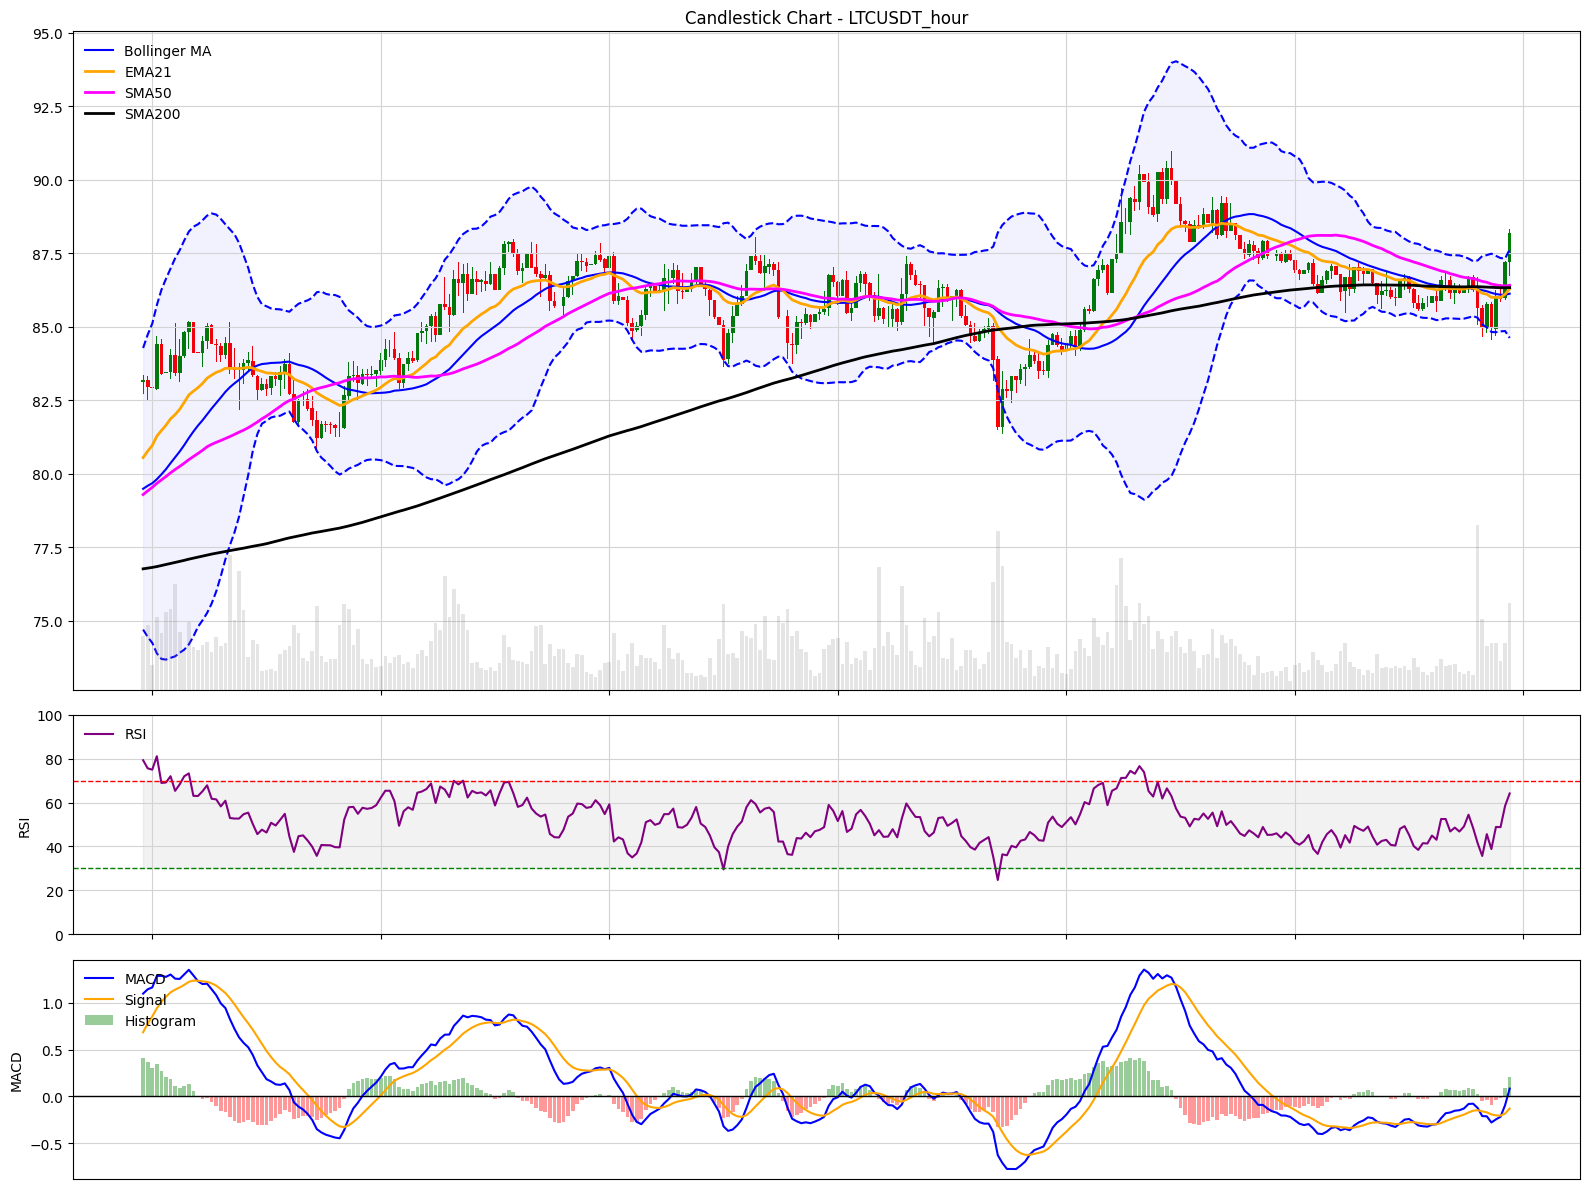 Candlestick Chart - LTCUSDT_hour
95.0
92.5
90.0
87.5
85.0
82.5
80.0
77.5
75.0
Bollinger MA
EMA21
SMA50
SMA200
100
80
60
40
20
0
RSI
RSI
1.0
0.5
0.0
−0.5
MACD
MACD
Signal
Histogram